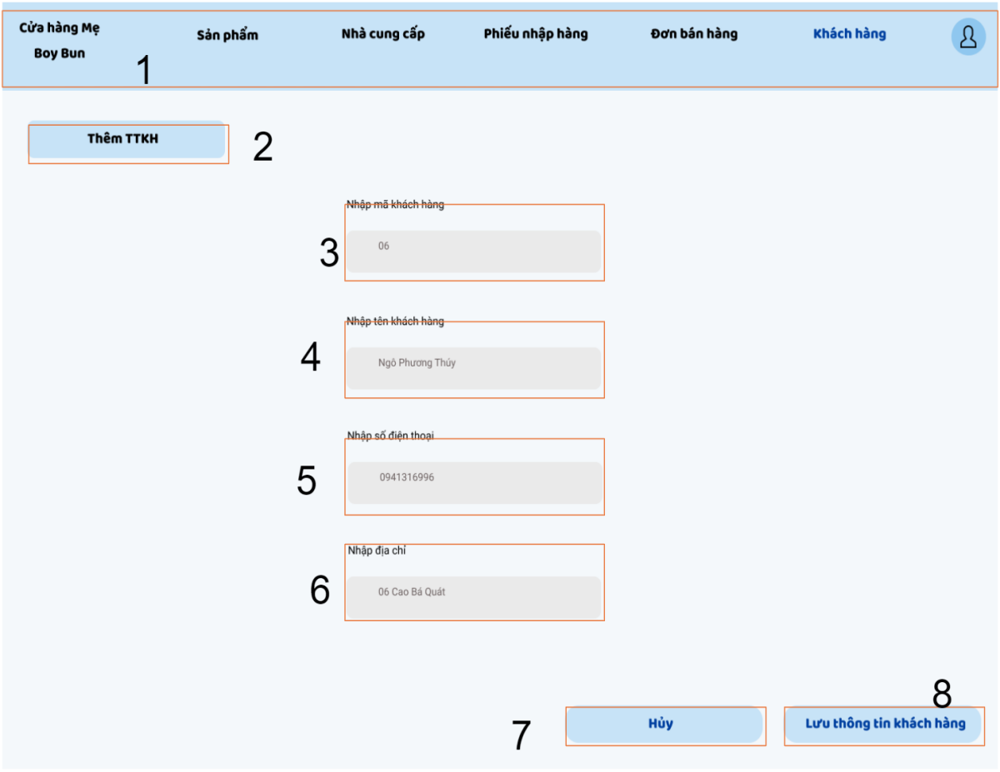 Cửa hàng Mẹ
Boy Bun
Sản phẩm
Nhà cung cấp
Phiếu nhập hàng
Đơn bán hàng
Khách hàng
1
Thêm TTKH
2
Nhập mã khách hàng
3
06
Nhập tên khách hàng
4
Ngô Phương Thúy
Nhập số điện thoại
5
0941316996
Nhập địa chỉ
6
06 Cao Bá Quát
7
Hủy
8
Lưu thông tin khách hàng